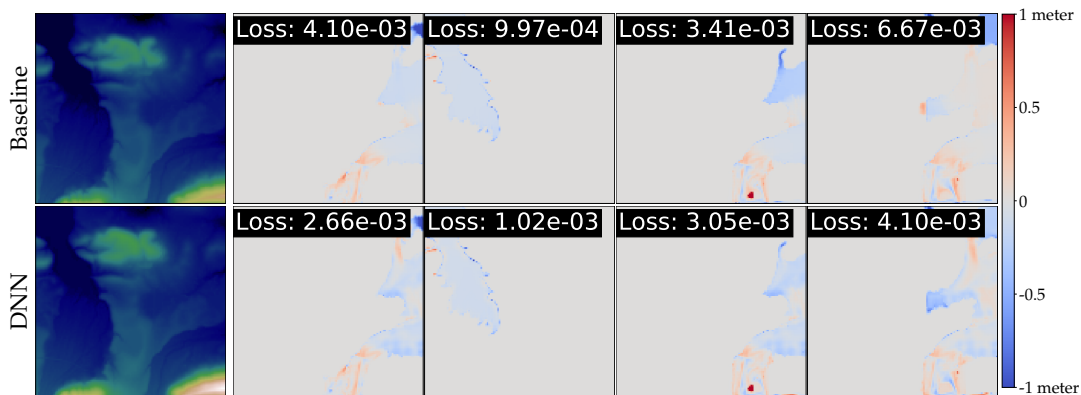 Baseline
Loss: 4.10e-03
Loss: 9.97e-04
Loss: 3.41e-03
Loss: 6.67e-03
DNN
Loss: 2.66e-03
Loss: 1.02e-03
Loss: 3.05e-03
Loss: 4.10e-03
1 meter
0.5
0
-0.5
-1 meter